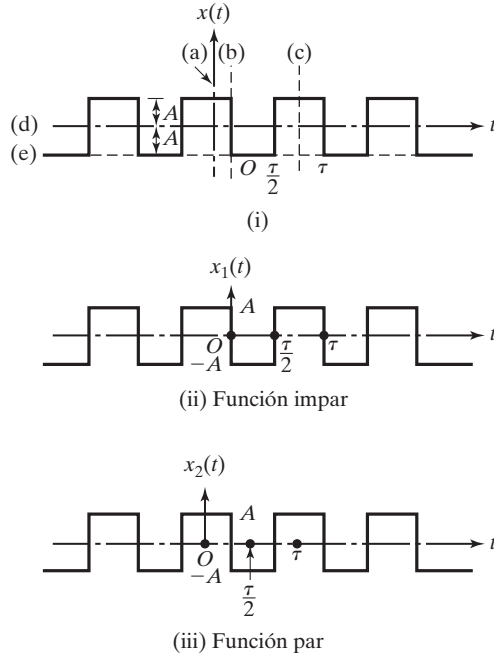 x(t)
(a) (b) (c)
A
(d) t
A
(e)
O τ/2 τ
(i)
x₁(t)
A
t
O τ/2 τ
−A
(ii) Función impar
x₂(t)
A
t
O τ
−A
τ/2
(iii) Función par